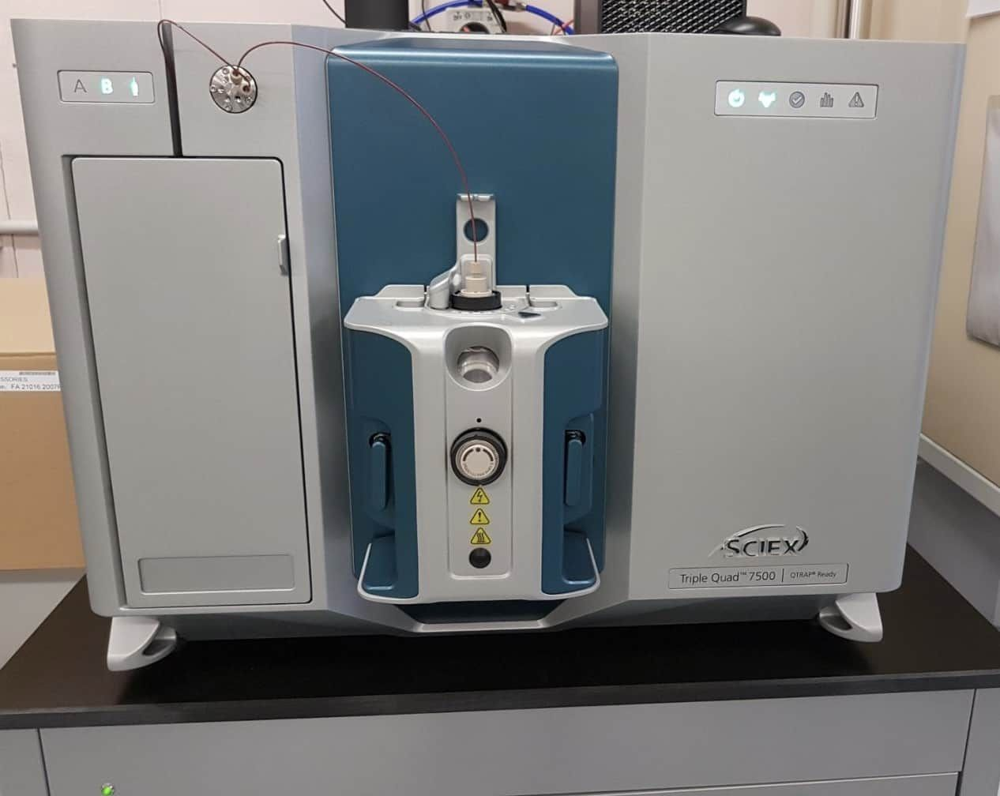 A B
SSORIES
m: FA 21016 2007
SCIEX
Triple Quad™ 7500 | QTRAP® Ready